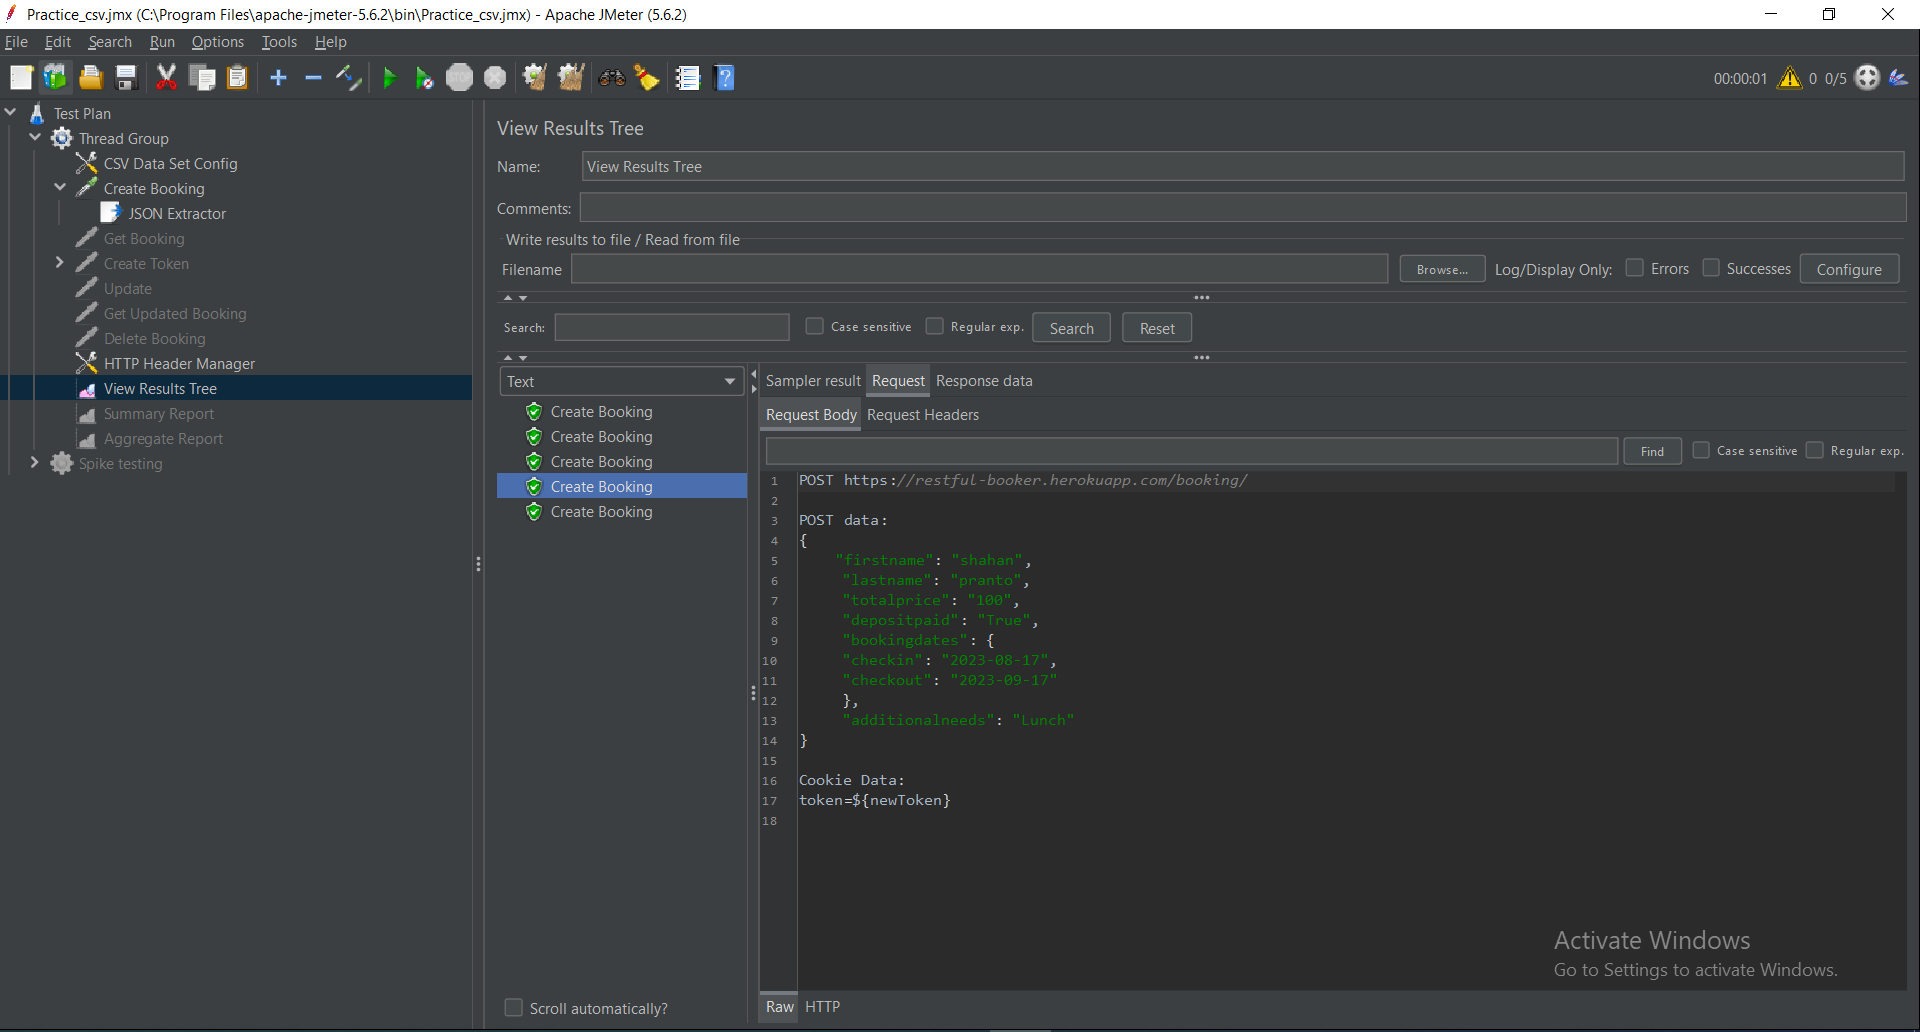 Practice_csv.jmx (C:\Program Files\apache-jmeter-5.6.2\bin\Practice_csv.jmx) - Apache JMeter (5.6.2)
File Edit Search Run Options Tools Help
STOP
00:00:01 0 0/5
Test Plan
Thread Group
CSV Data Set Config
Create Booking
JSON Extractor
Get Booking
Create Token
Update
Get Updated Booking
Delete Booking
HTTP Header Manager
View Results Tree
Summary Report
Aggregate Report
Spike testing
View Results Tree
Name: View Results Tree
Comments:
Write results to file / Read from file
Filename Browse... Log/Display Only: Errors Successes Configure
Search: Case sensitive Regular exp. Search Reset
Text
Create Booking
Create Booking
Create Booking
Create Booking
Create Booking
Scroll automatically?
Sampler result Request Response data
Request Body Request Headers
Find Case sensitive Regular exp.
1 POST https://restful-booker.herokuapp.com/booking/
2
3 POST data:
4 {
5 "firstname": "shahan",
6 "lastname": "pranto",
7 "totalprice": "100",
8 "depositpaid": "True",
9 "bookingdates": {
10 "checkin": "2023-08-17",
11 "checkout": "2023-09-17"
12 },
13 "additionalneeds": "Lunch"
14 }
15
16 Cookie Data:
17 token=${newToken}
18
Activate Windows
Go to Settings to activate Windows.
Raw HTTP